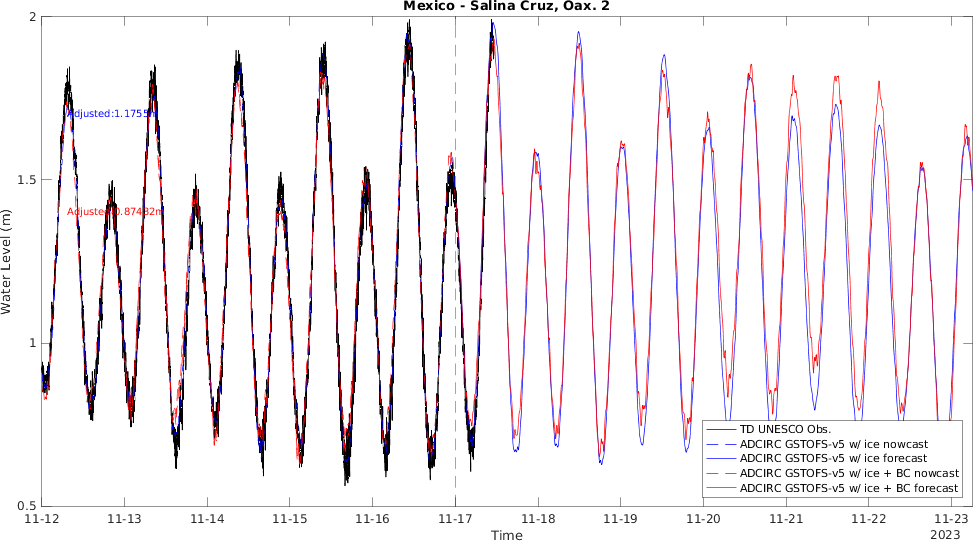 Mexico - Salina Cruz, Oax. 2
2
1.5
1
0.5
Water Level (m)
Adjusted:1.1755m
Adjusted:0.87482m
TD UNESCO Obs.
ADCIRC GSTOFS-v5 w/ ice nowcast
ADCIRC GSTOFS-v5 w/ ice forecast
ADCIRC GSTOFS-v5 w/ ice + BC nowcast
ADCIRC GSTOFS-v5 w/ ice + BC forecast
11-12 11-13 11-14 11-15 11-16 11-17 11-18 11-19 11-20 11-21 11-22 11-23
2023
Time